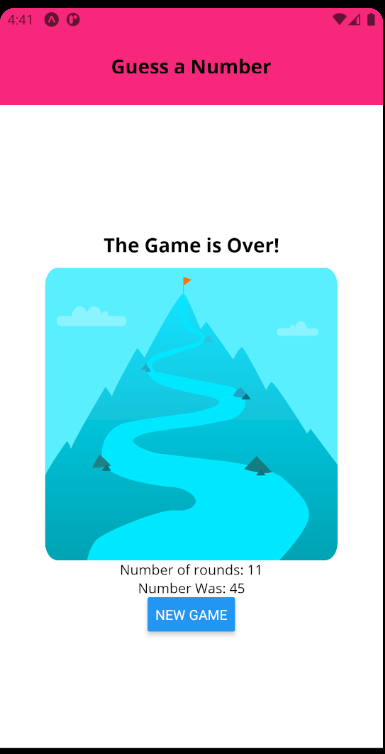 4:41
Guess a Number
The Game is Over!
Number of rounds: 11
Number Was: 45
NEW GAME